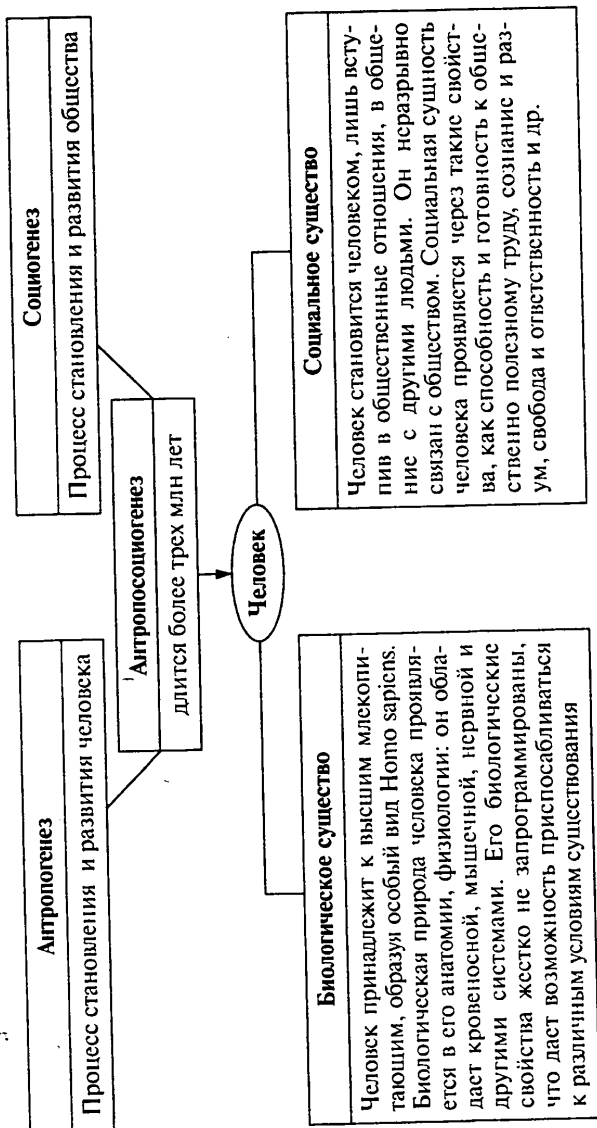 Антропогенез
Процесс становления и развития человека
Социогенез
Процесс становления и развития общества
Антропосоциогенез
длится более трех млн лет
Человек
Биологическое существо
Человек принадлежит к высшим млекопи-
тающим, образуя особый вид Homo sapiens.
Биологическая природа человека проявля-
ется в его анатомии, физиологии: он обла-
дает кровеносной, мышечной, нервной и
другими системами. Его биологические
свойства жестко не запрограммированы,
что дает возможность приспосабливаться
к различным условиям существования
Социальное существо
Человек становится человеком, лишь всту-
пив в общественные отношения, в обще-
ние с другими людьми. Он неразрывно
связан с обществом. Социальная сущность
человека проявляется через такие свойст-
ва, как способность и готовность к обще-
ственно полезному труду, сознание и раз-
ум, свобода и ответственность и др.